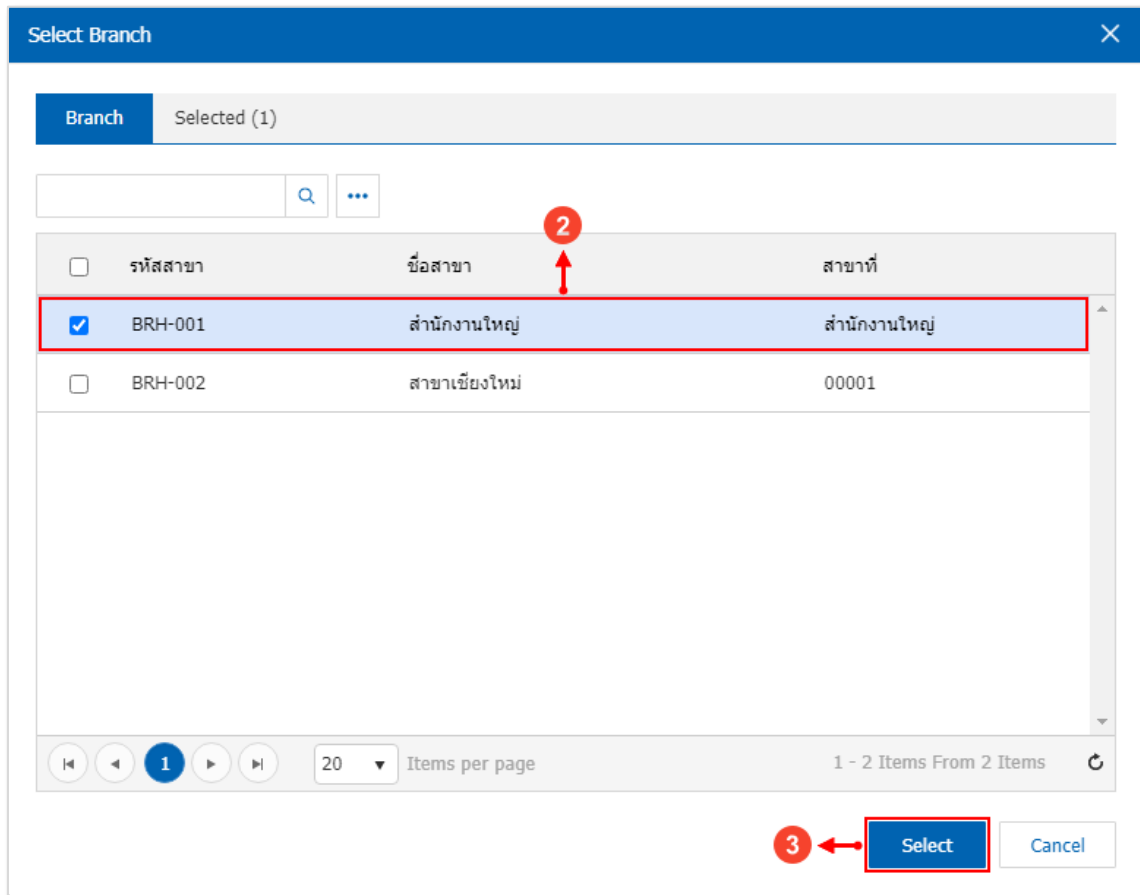 Select Branch
Branch Selected (1)
2
รหัสสาขา ชื่อสาขา สาขาที่
BRH-001 สำนักงานใหญ่ สำนักงานใหญ่
BRH-002 สาขาเชียงใหม่ 00001
1 20 Items per page 1 - 2 Items From 2 Items
3 Select Cancel